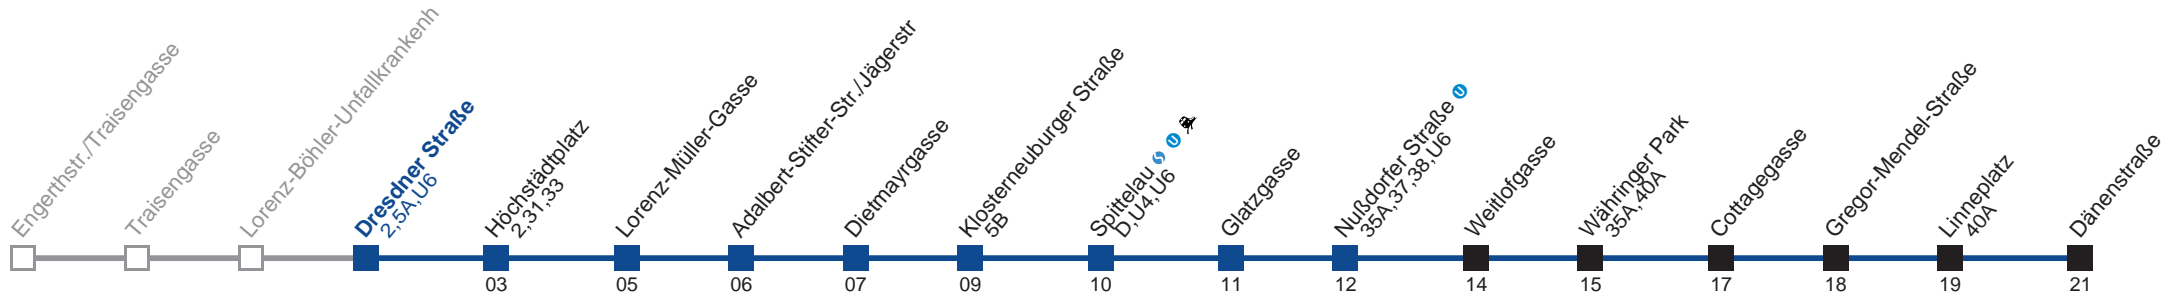 Engerthstr./Traisengasse
Traisengasse
Lorenz-Böhler-Unfallkrankenh
Dresdner Straße
2,5A,U6
Höchstädtplatz
2,31,33
Lorenz-Müller-Gasse
Adalbert-Stifter-Str./Jägerstr
Dietmayrgasse
Klosterneuburger Straße
5B
Spittelau S U
D,U4,U6
Glatzgasse
Nußdorfer Straße U
35A,37,38,U6
Weitlofgasse
Währinger Park
35A,40A
Cottagegasse
Gregor-Mendel-Straße
Linneplatz
40A
Dänenstraße
03 05 06 07 09 10 11 12 14 15 17 18 19 21